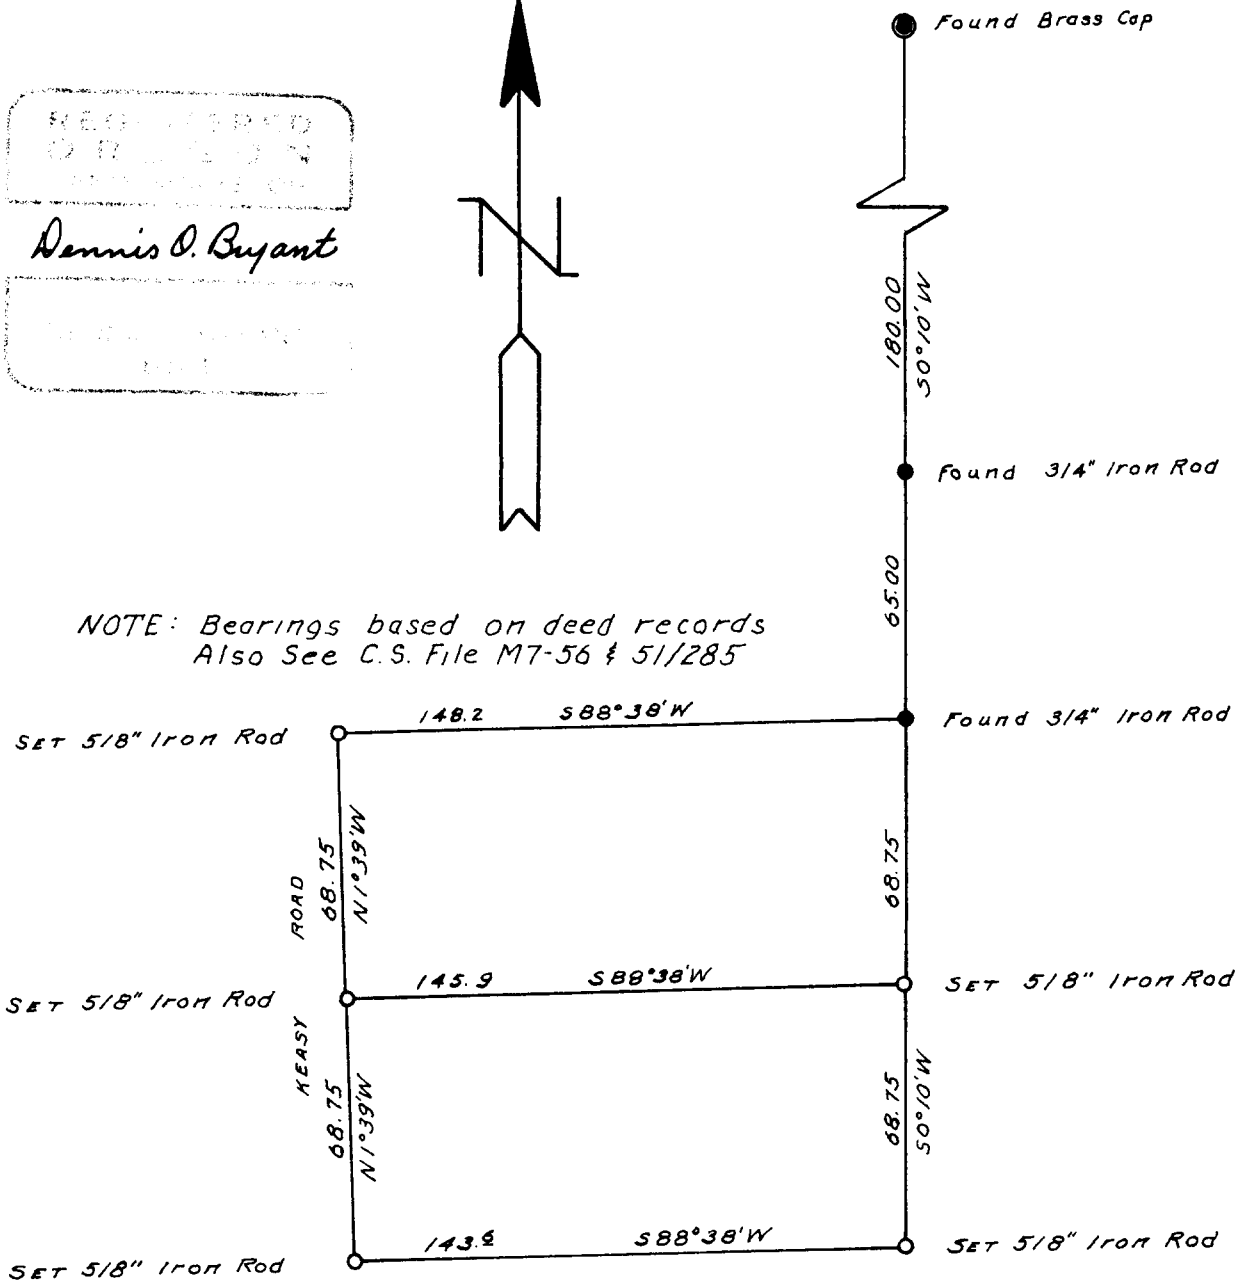 Found Brass Cap
REGISTERED
OREGON
Dennis O. Bryant
N
180.00
S0°10'W
Found 3/4" Iron Rod
65.00
NOTE: Bearings based on deed records
Also See C.S. File M7-56 & 51/285
148.2 S88°38'W
SET 5/8" Iron Rod
Found 3/4" Iron Rod
68.75
N1°39'W
68.75
KEASY ROAD
145.9 S88°38'W
SET 5/8" Iron Rod
SET 5/8" Iron Rod
68.75
N1°39'W
68.75
S0°10'W
143.6 S88°38'W
SET 5/8" Iron Rod
SET 5/8" Iron Rod